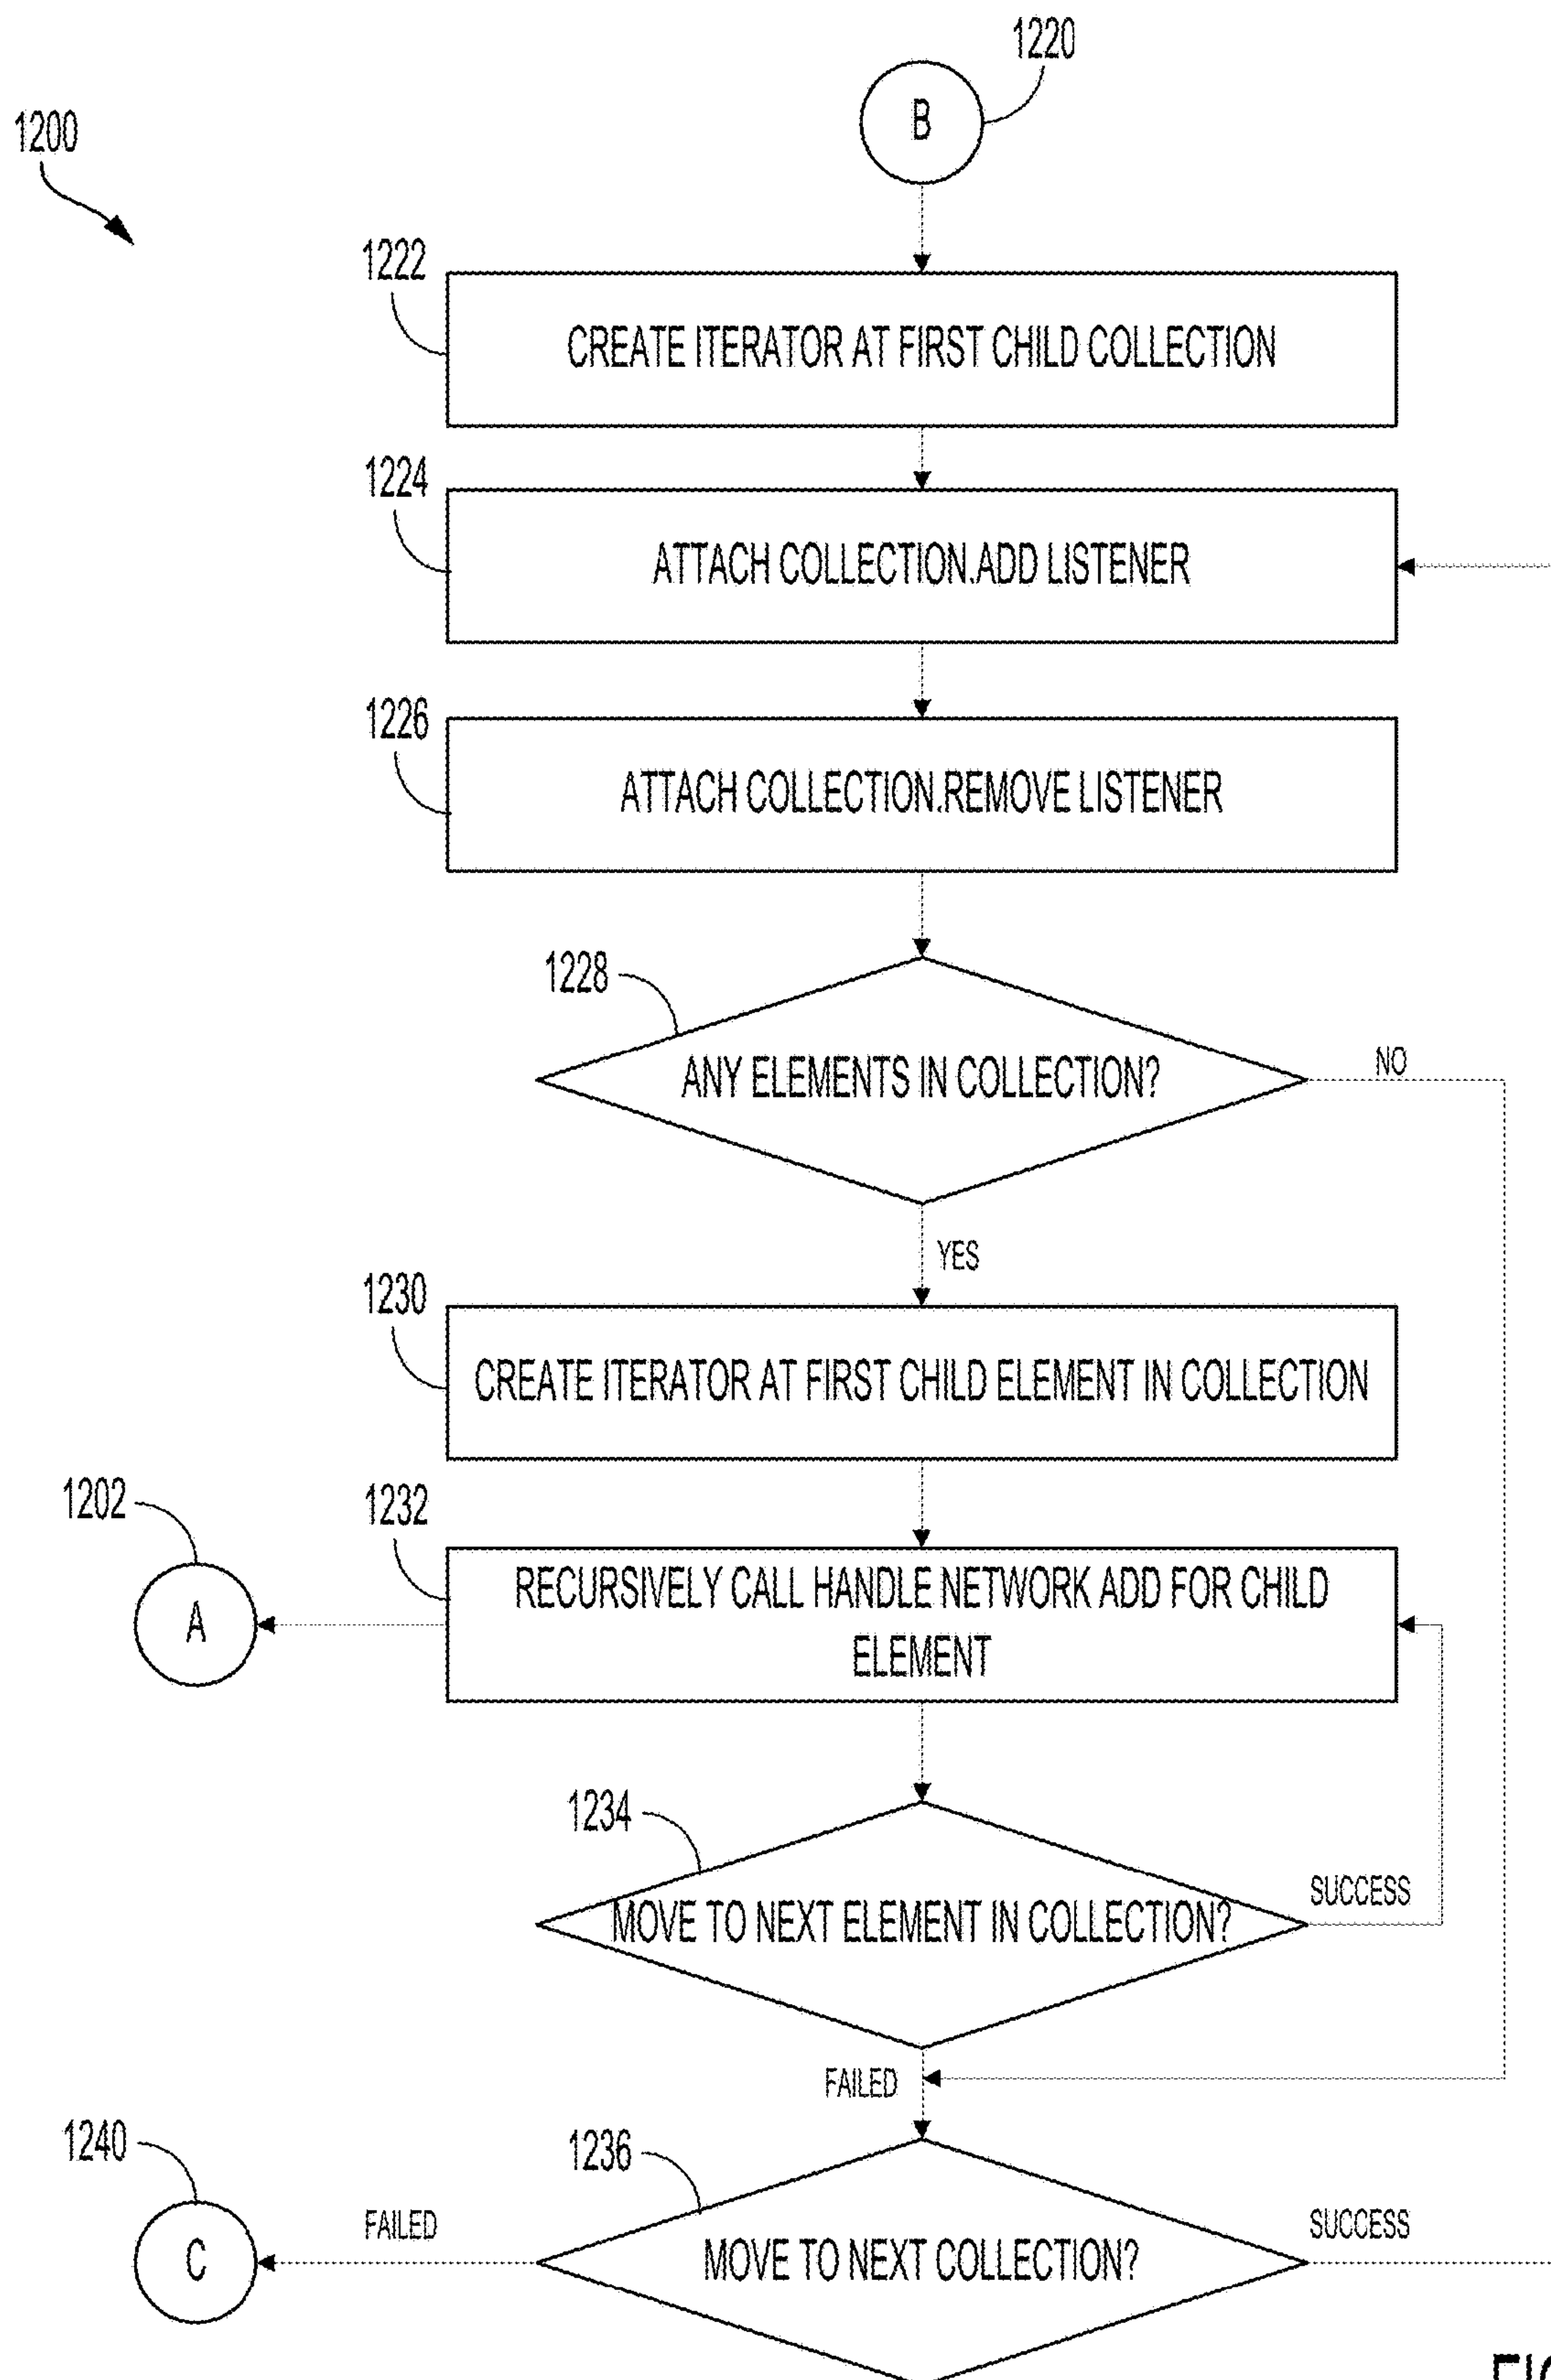 1220
B
1200
1222
CREATE ITERATOR AT FIRST CHILD COLLECTION
1224
ATTACH COLLECTION.ADD LISTENER
1226
ATTACH COLLECTION.REMOVE LISTENER
1228
ANY ELEMENTS IN COLLECTION?
NO
YES
1230
CREATE ITERATOR AT FIRST CHILD ELEMENT IN COLLECTION
1202
A
1232
RECURSIVELY CALL HANDLE NETWORK ADD FOR CHILD
ELEMENT
1234
MOVE TO NEXT ELEMENT IN COLLECTION?
SUCCESS
FAILED
1240
C
FAILED
1236
MOVE TO NEXT COLLECTION?
SUCCESS